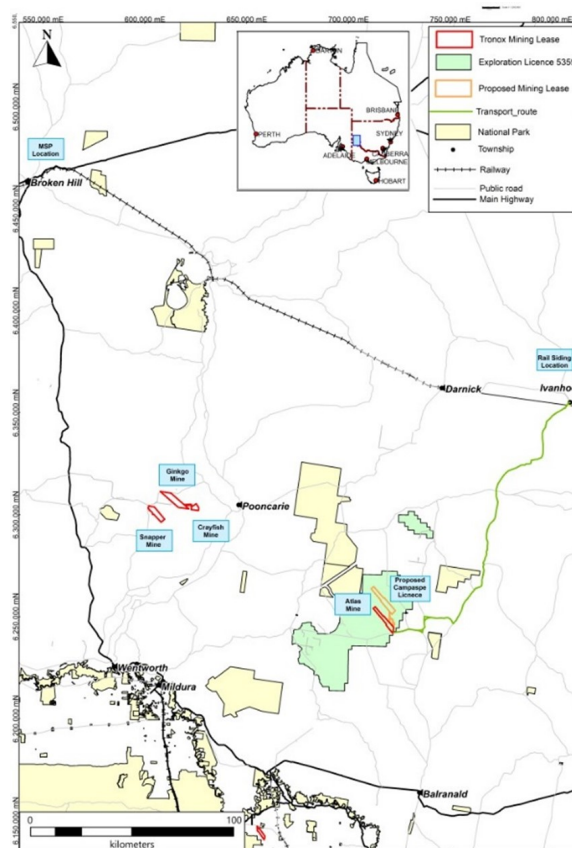 550,000 mE
600,000 mE
650,000 mE
700,000 mE
750,000 mE
800,000
N
DARWIN
BRISBANE
PERTH
SYDNEY
ADELAIDE
CANBERRA
MELBOURNE
HOBART
Tronox Mining Lease
Exploration Licence 5359
Proposed Mining Lease
Transport_route
National Park
Township
Railway
Public road
Main Highway
6,500,000 mN
MSP
Location
Broken Hill
6,450,000 mN
6,400,000 mN
6,350,000 mN
Darnick
Rail Siding
Location
Ivanho
Ginkgo
Mine
6,300,000 mN
Pooncarie
Snapper
Mine
Crayfish
Mine
Proposed
Campaspe
Licnece
Atlas
Mine
6,250,000 mN
Wentworth
Mildura
6,200,000 mN
Balranald
6,150,000 mN
0
100
kilometers